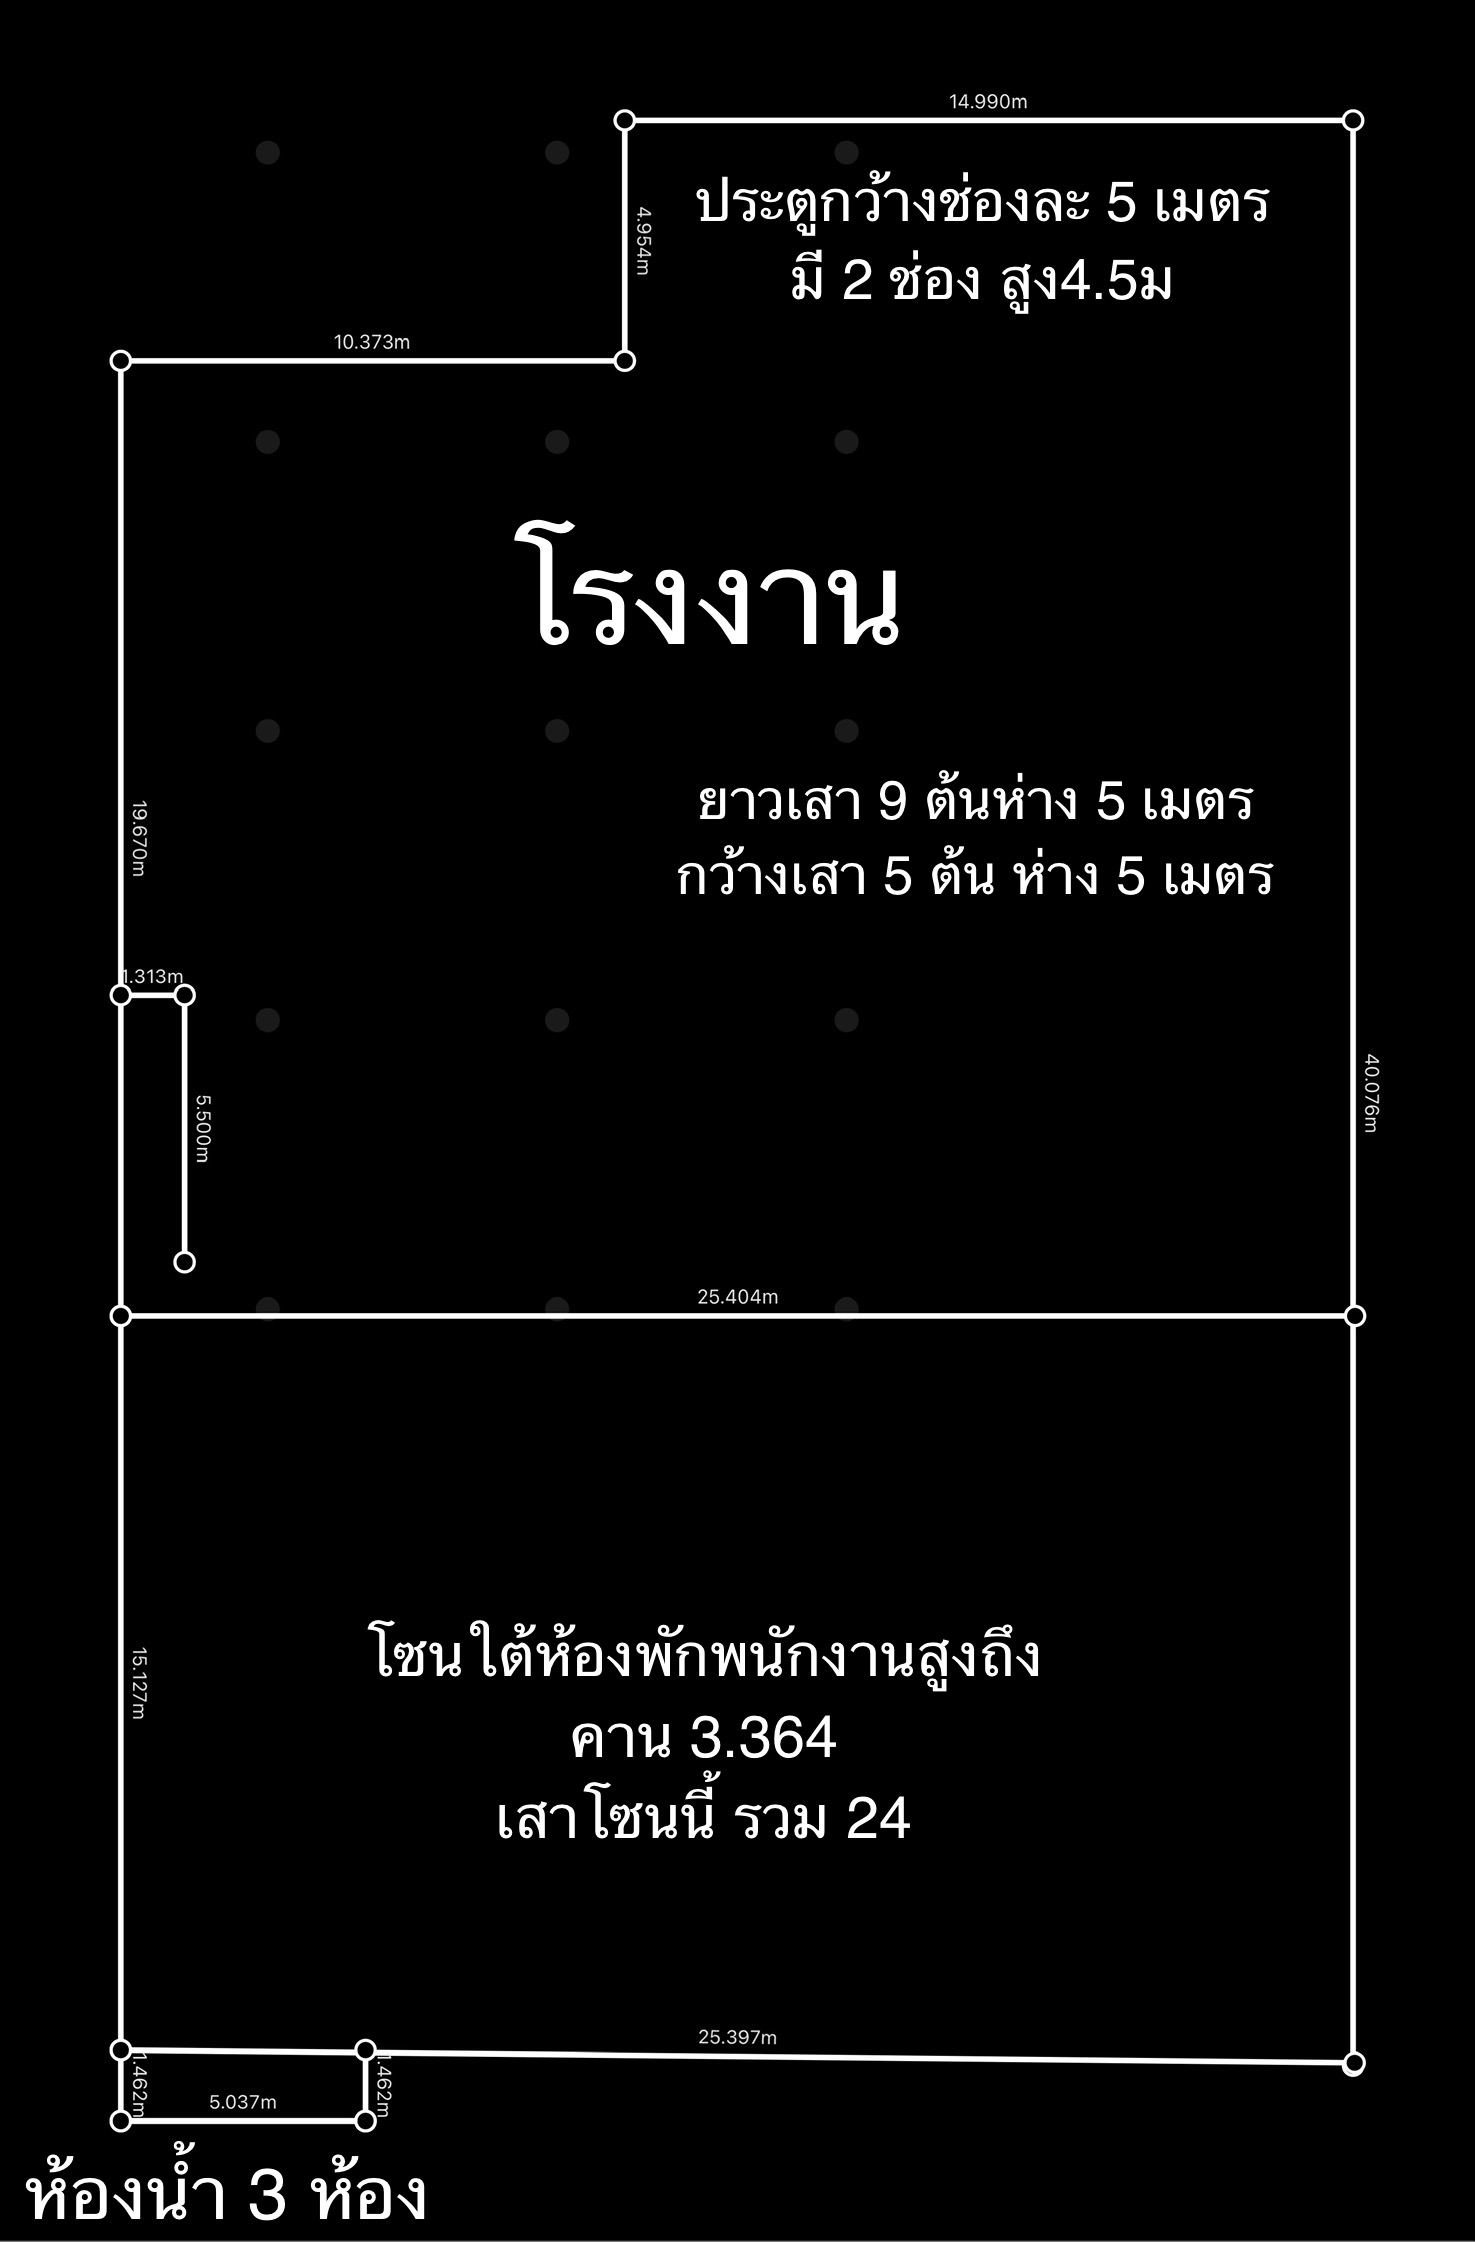 14.990m
ประตูกว้างช่องละ 5 เมตร
มี 2 ช่อง สูง4.5ม
4.954m
10.373m
โรงงาน
ยาวเสา 9 ต้นห่าง 5 เมตร
กว้างเสา 5 ต้น ห่าง 5 เมตร
19.670m
1.313m
5.500m
40.076m
25.404m
โซนใต้ห้องพักพนักงานสูงถึง
คาน 3.364
เสาโซนนี้ รวม 24
15.127m
25.397m
1.462m
1.462m
5.037m
ห้องน้ำ 3 ห้อง